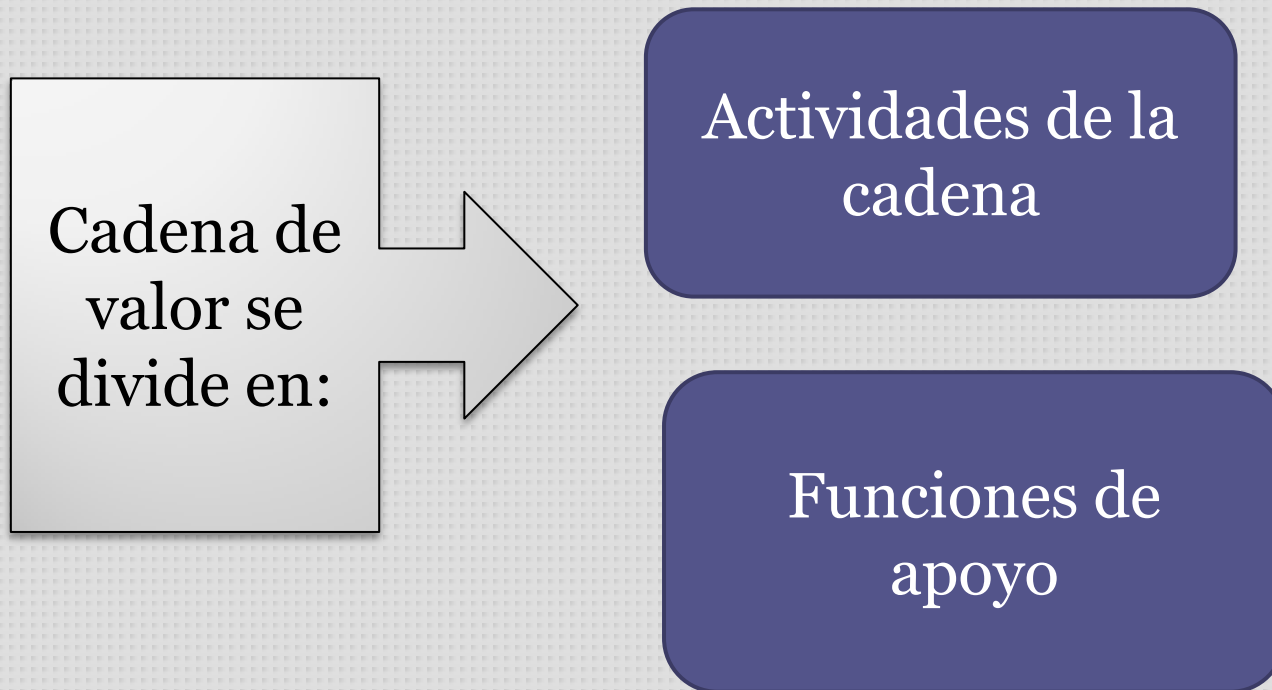 Cadena de
valor se
divide en:
Actividades de la
cadena
Funciones de
apoyo